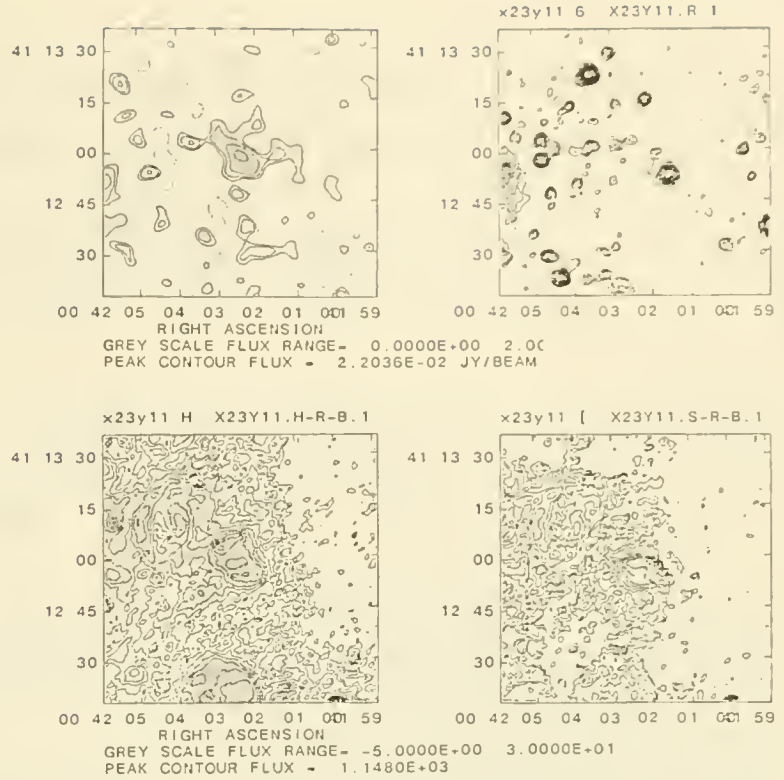 x23y11 6 X23Y11.R 1
41 13 30
15
00
12 45
30
00 42 05 04 03 02 01 00 41 59
RIGHT ASCENSION
GREY SCALE FLUX RANGE= 0.0000E+00 2.00
PEAK CONTOUR FLUX = 2.2036E-02 JY/BEAM
41 13 30
15
00
12 45
30
00 42 05 04 03 02 01 00 41 59
x23y11 H X23Y11.H-R-B.1
41 13 30
15
00
12 45
30
00 42 05 04 03 02 01 00 41 59
RIGHT ASCENSION
GREY SCALE FLUX RANGE= -5.0000E+00 3.0000E+01
PEAK CONTOUR FLUX = 1.1480E+03
x23y11 [ X23Y11.S-R-B.1
41 13 30
15
00
12 45
30
00 42 05 04 03 02 01 00 41 59